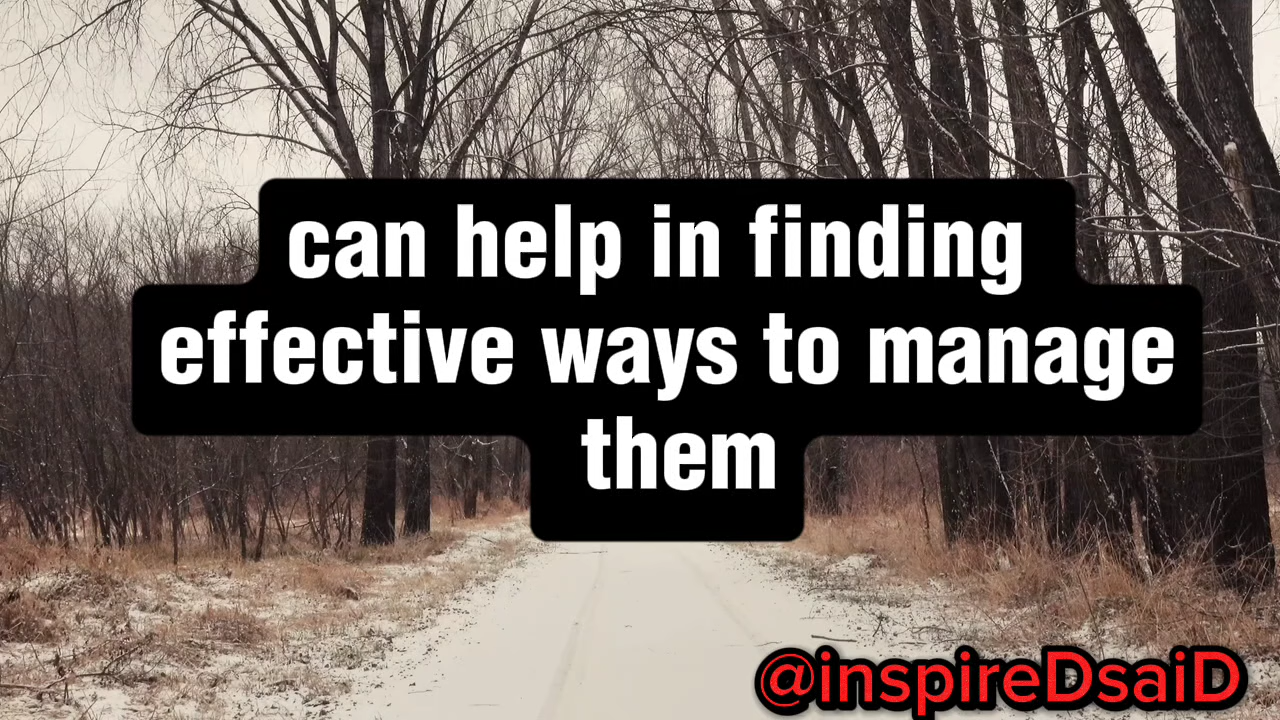 can help in finding
effective ways to manage
them
@inspireDsaiD